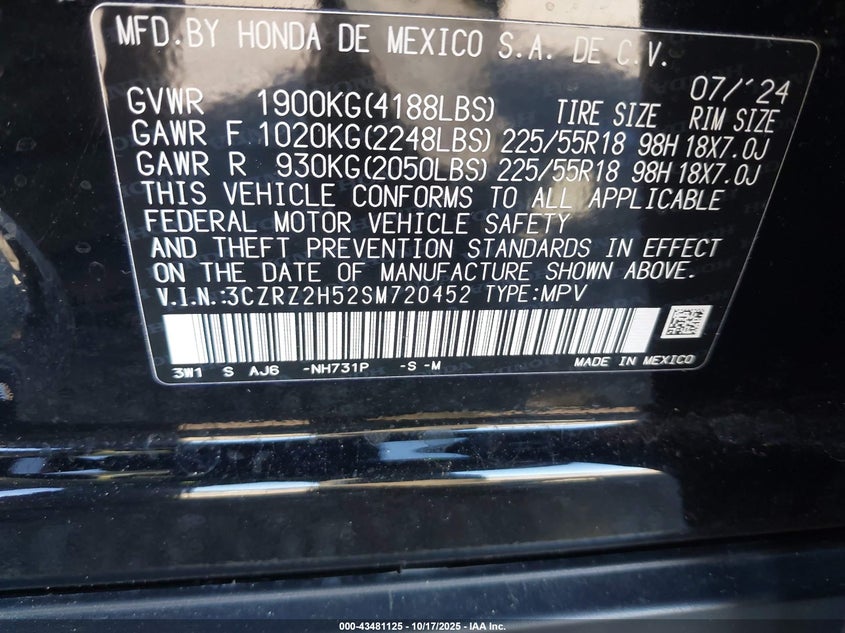 MFD.BY HONDA DE MEXICO S.A. DE C.V.
07/'24
GVWR 1900KG(4188LBS) TIRE SIZE RIM SIZE
GAWR F 1020KG(2248LBS) 225/55R18 98H 18X7.0J
GAWR R 930KG(2050LBS) 225/55R18 98H 18X7.0J
THIS VEHICLE CONFORMS TO ALL APPLICABLE
FEDERAL MOTOR VEHICLE SAFETY
AND THEFT PREVENTION STANDARDS IN EFFECT
ON THE DATE OF MANUFACTURE SHOWN ABOVE.
V.I.N.:3CZRZ2H52SM720452 TYPE:MPV
3W1 S AJ6 -NH731P -S -M MADE IN MEXICO
000-43481125 - 10/17/2025 - IAA Inc.